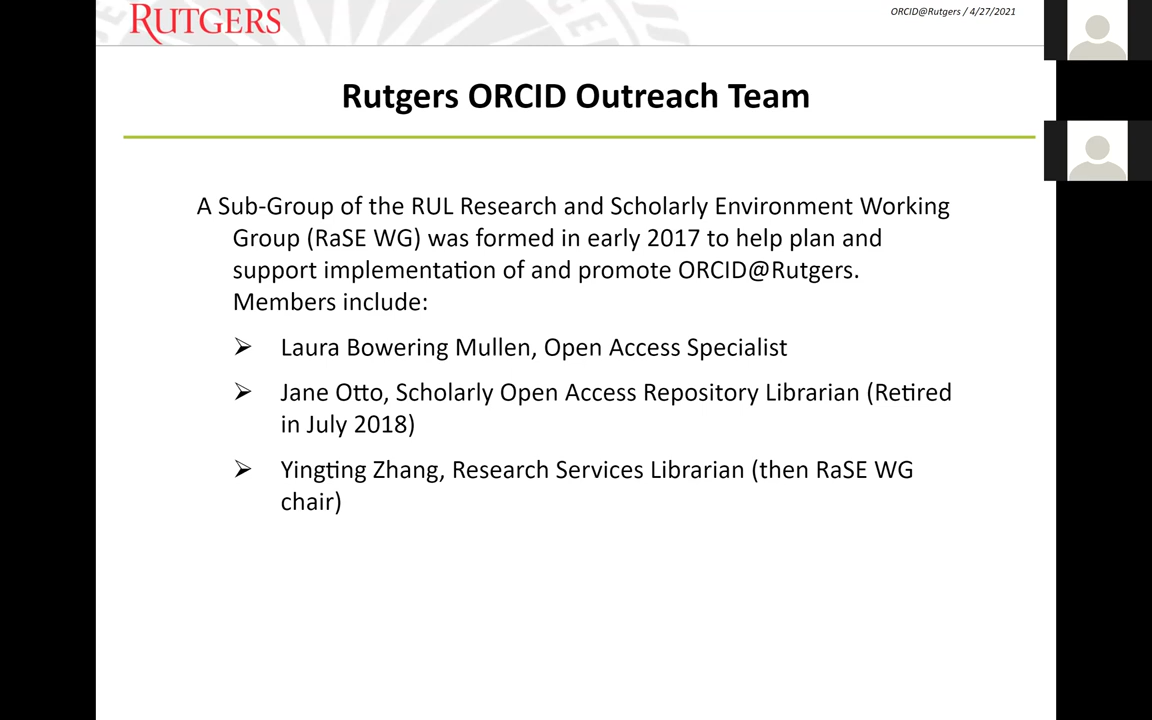 RUTGERS
ORCID@Rutgers / 4/27/2021
Rutgers ORCID Outreach Team
A Sub-Group of the RUL Research and Scholarly Environment Working
Group (RaSE WG) was formed in early 2017 to help plan and
support implementation of and promote ORCID@Rutgers.
Members include:
➢ Laura Bowering Mullen, Open Access Specialist
➢ Jane Otto, Scholarly Open Access Repository Librarian (Retired
in July 2018)
➢ Yingting Zhang, Research Services Librarian (then RaSE WG
chair)